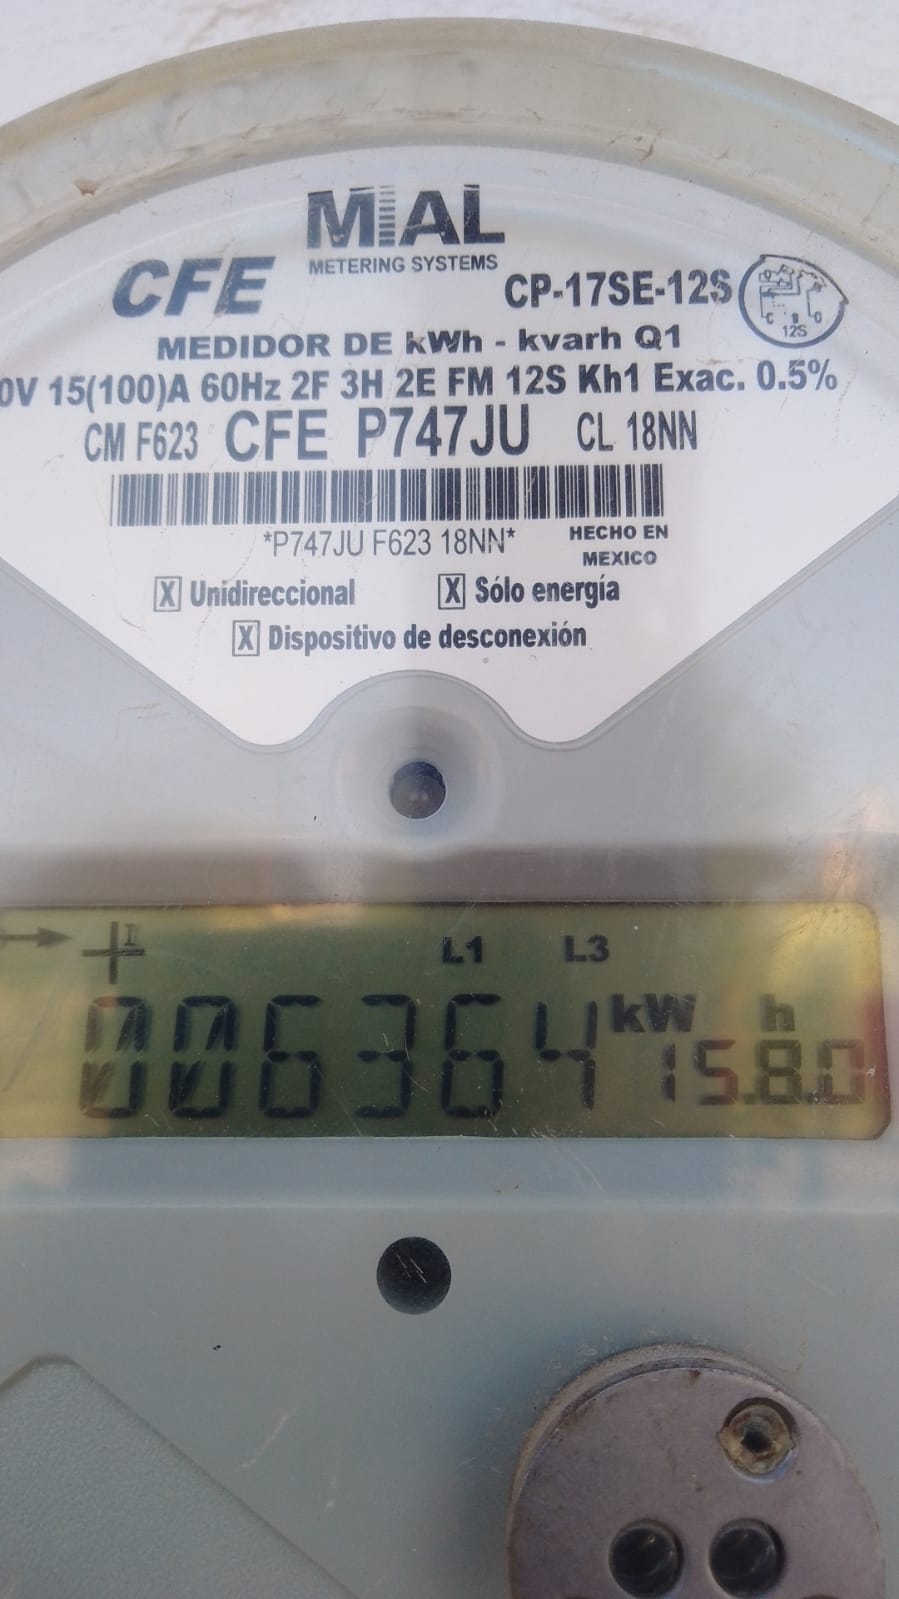 MIAL
METERING SYSTEMS
CFE
CP-17SE-12S
12S
MEDIDOR DE kWh - kvarh Q1
0V 15(100)A 60Hz 2F 3H 2E FM 12S Kh1 Exac. 0.5%
CM F623 CFE P747JU CL 18NN
*P747JU F623 18NN*
HECHO EN
MEXICO
X Unidireccional X Sólo energía
X Dispositivo de desconexión
I L1 L3
006364 kW h
15.8.0